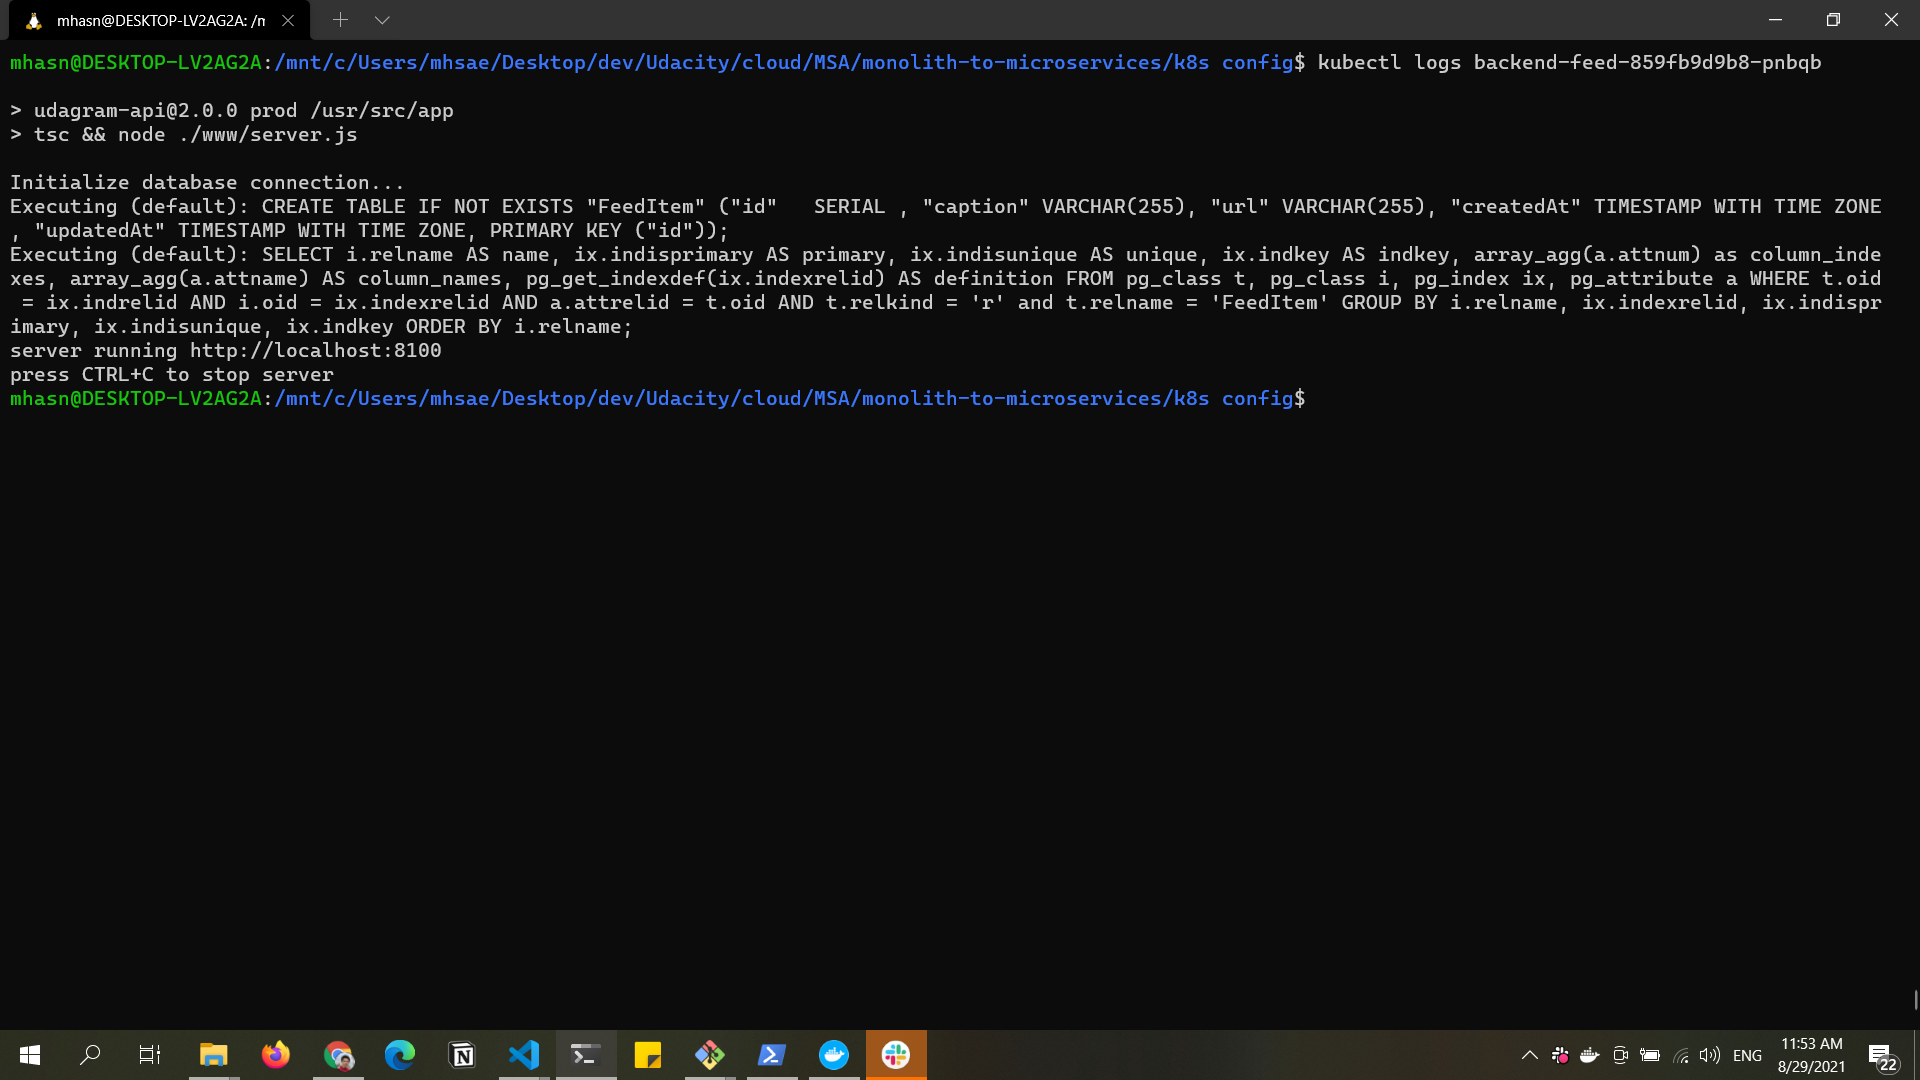 mhasn@DESKTOP-LV2AG2A: /m
mhasn@DESKTOP-LV2AG2A:/mnt/c/Users/mhsae/Desktop/dev/Udacity/cloud/MSA/monolith-to-microservices/k8s config$ kubectl logs backend-feed-859fb9d9b8-pnbqb
> udagram-api@2.0.0 prod /usr/src/app
> tsc && node ./www/server.js
Initialize database connection...
Executing (default): CREATE TABLE IF NOT EXISTS "FeedItem" ("id"   SERIAL , "caption" VARCHAR(255), "url" VARCHAR(255), "createdAt" TIMESTAMP WITH TIME ZONE
, "updatedAt" TIMESTAMP WITH TIME ZONE, PRIMARY KEY ("id"));
Executing (default): SELECT i.relname AS name, ix.indisprimary AS primary, ix.indisunique AS unique, ix.indkey AS indkey, array_agg(a.attnum) as column_inde
xes, array_agg(a.attname) AS column_names, pg_get_indexdef(ix.indexrelid) AS definition FROM pg_class t, pg_class i, pg_index ix, pg_attribute a WHERE t.oid
 = ix.indrelid AND i.oid = ix.indexrelid AND a.attrelid = t.oid AND t.relkind = 'r' and t.relname = 'FeedItem' GROUP BY i.relname, ix.indexrelid, ix.indispr
imary, ix.indisunique, ix.indkey ORDER BY i.relname;
server running http://localhost:8100
press CTRL+C to stop server
mhasn@DESKTOP-LV2AG2A:/mnt/c/Users/mhsae/Desktop/dev/Udacity/cloud/MSA/monolith-to-microservices/k8s config$
ENG
11:53 AM
8/29/2021
22